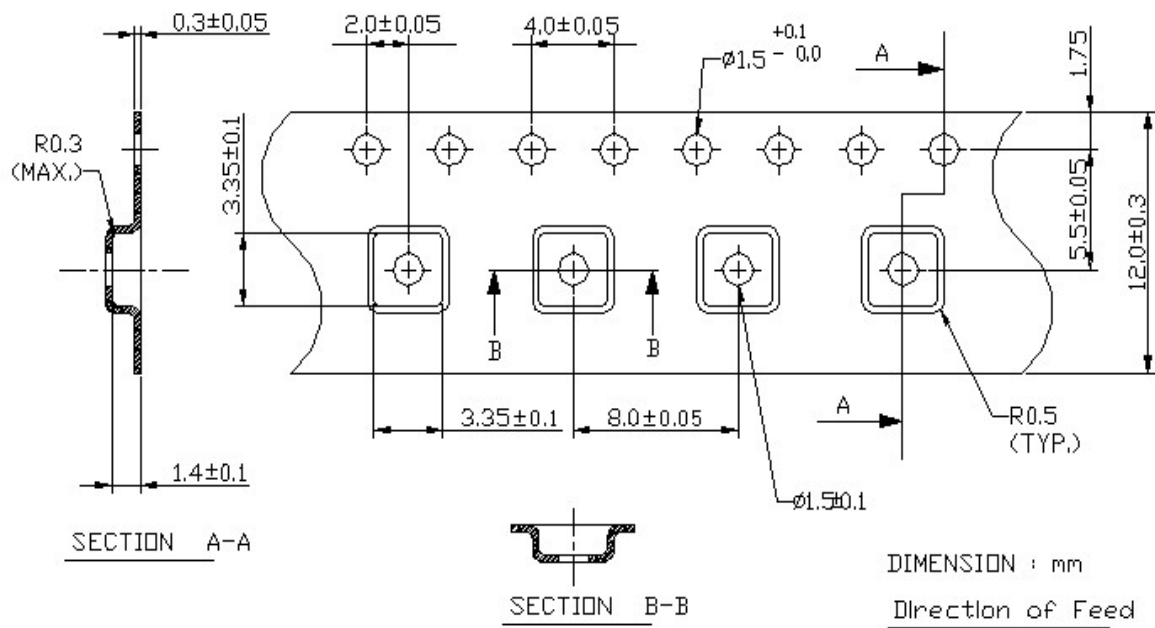 0.3±0.05
2.0±0.05
4.0±0.05
Ø1.5 +0.1 - 0.0
A
1.75
R0.3
(MAX.)
3.35±0.1
5.5±0.05
12.0±0.3
B
B
3.35±0.1
8.0±0.05
A
R0.5
(TYP.)
1.4±0.1
Ø1.5±0.1
SECTION A-A
SECTION B-B
DIMENSION : mm
Direction of Feed